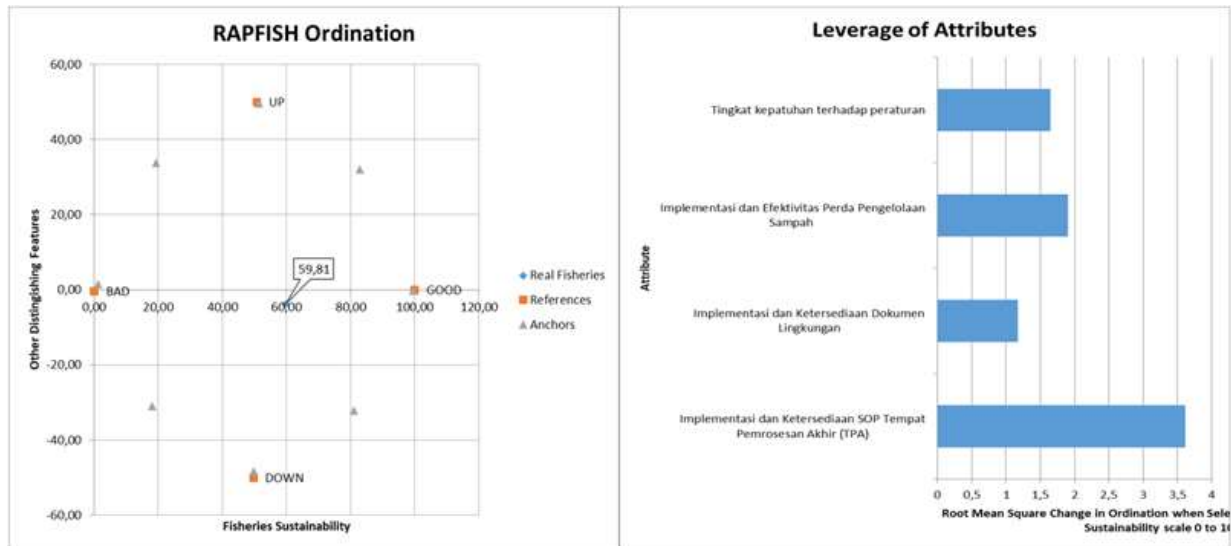 RAPFISH Ordination
60,00
40,00
20,00
0,00
-20,00
-40,00
-60,00
Other Distingishing Features
UP
BAD
GOOD
DOWN
59,81
0,00 20,00 40,00 60,00 80,00 100,00 120,00
Fisheries Sustainability
Real Fisheries
References
Anchors
Leverage of Attributes
Attribute
Tingkat kepatuhan terhadap peraturan
Implementasi dan Efektivitas Perda Pengelolaan
Sampah
Implementasi dan Ketersediaan Dokumen
Lingkungan
Implementasi dan Ketersediaan SOP Tempat
Pemrosesan Akhir (TPA)
0 0,5 1 1,5 2 2,5 3 3,5 4
Root Mean Square Change in Ordination when Sele
Sustainability scale 0 to 10